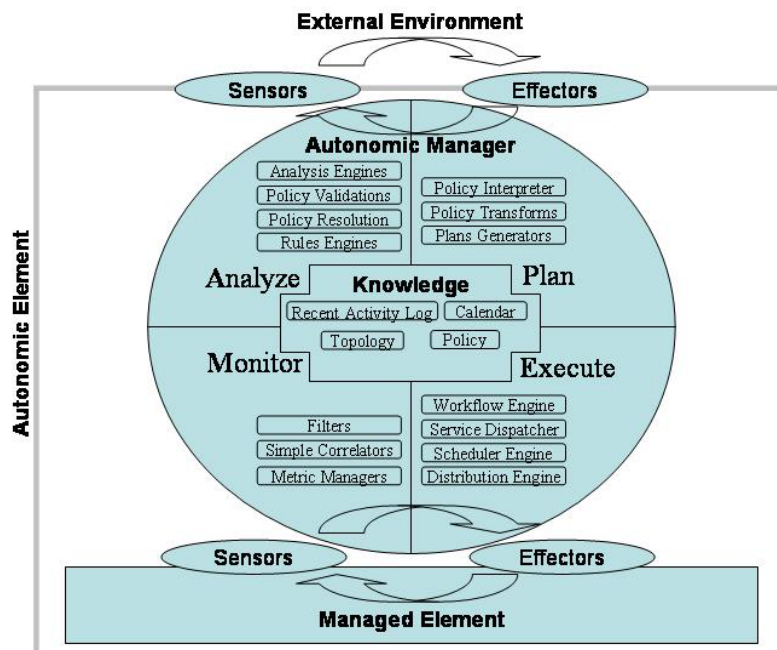 External Environment
Sensors
Effectors
Autonomic Manager
Analysis Engines
Policy Validations
Policy Resolution
Rules Engines
Policy Interpreter
Policy Transforms
Plans Generators
Analyze
Plan
Knowledge
Recent Activity Log
Calendar
Topology
Policy
Monitor
Execute
Filters
Simple Correlators
Metric Managers
Workflow Engine
Service Dispatcher
Scheduler Engine
Distribution Engine
Sensors
Effectors
Managed Element
Autonomic Element